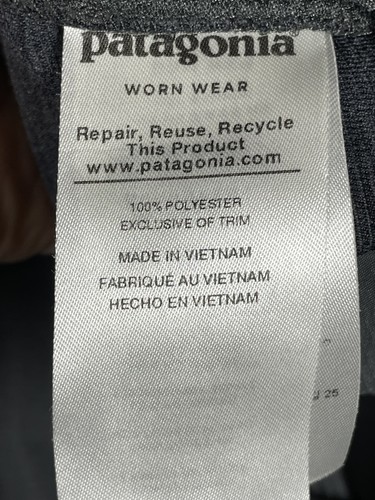 patagonia
WORN WEAR
Repair, Reuse, Recycle
This Product
www.patagonia.com
100% POLYESTER
EXCLUSIVE OF TRIM
MADE IN VIETNAM
FABRIQUÉ AU VIETNAM
HECHO EN VIETNAM
25